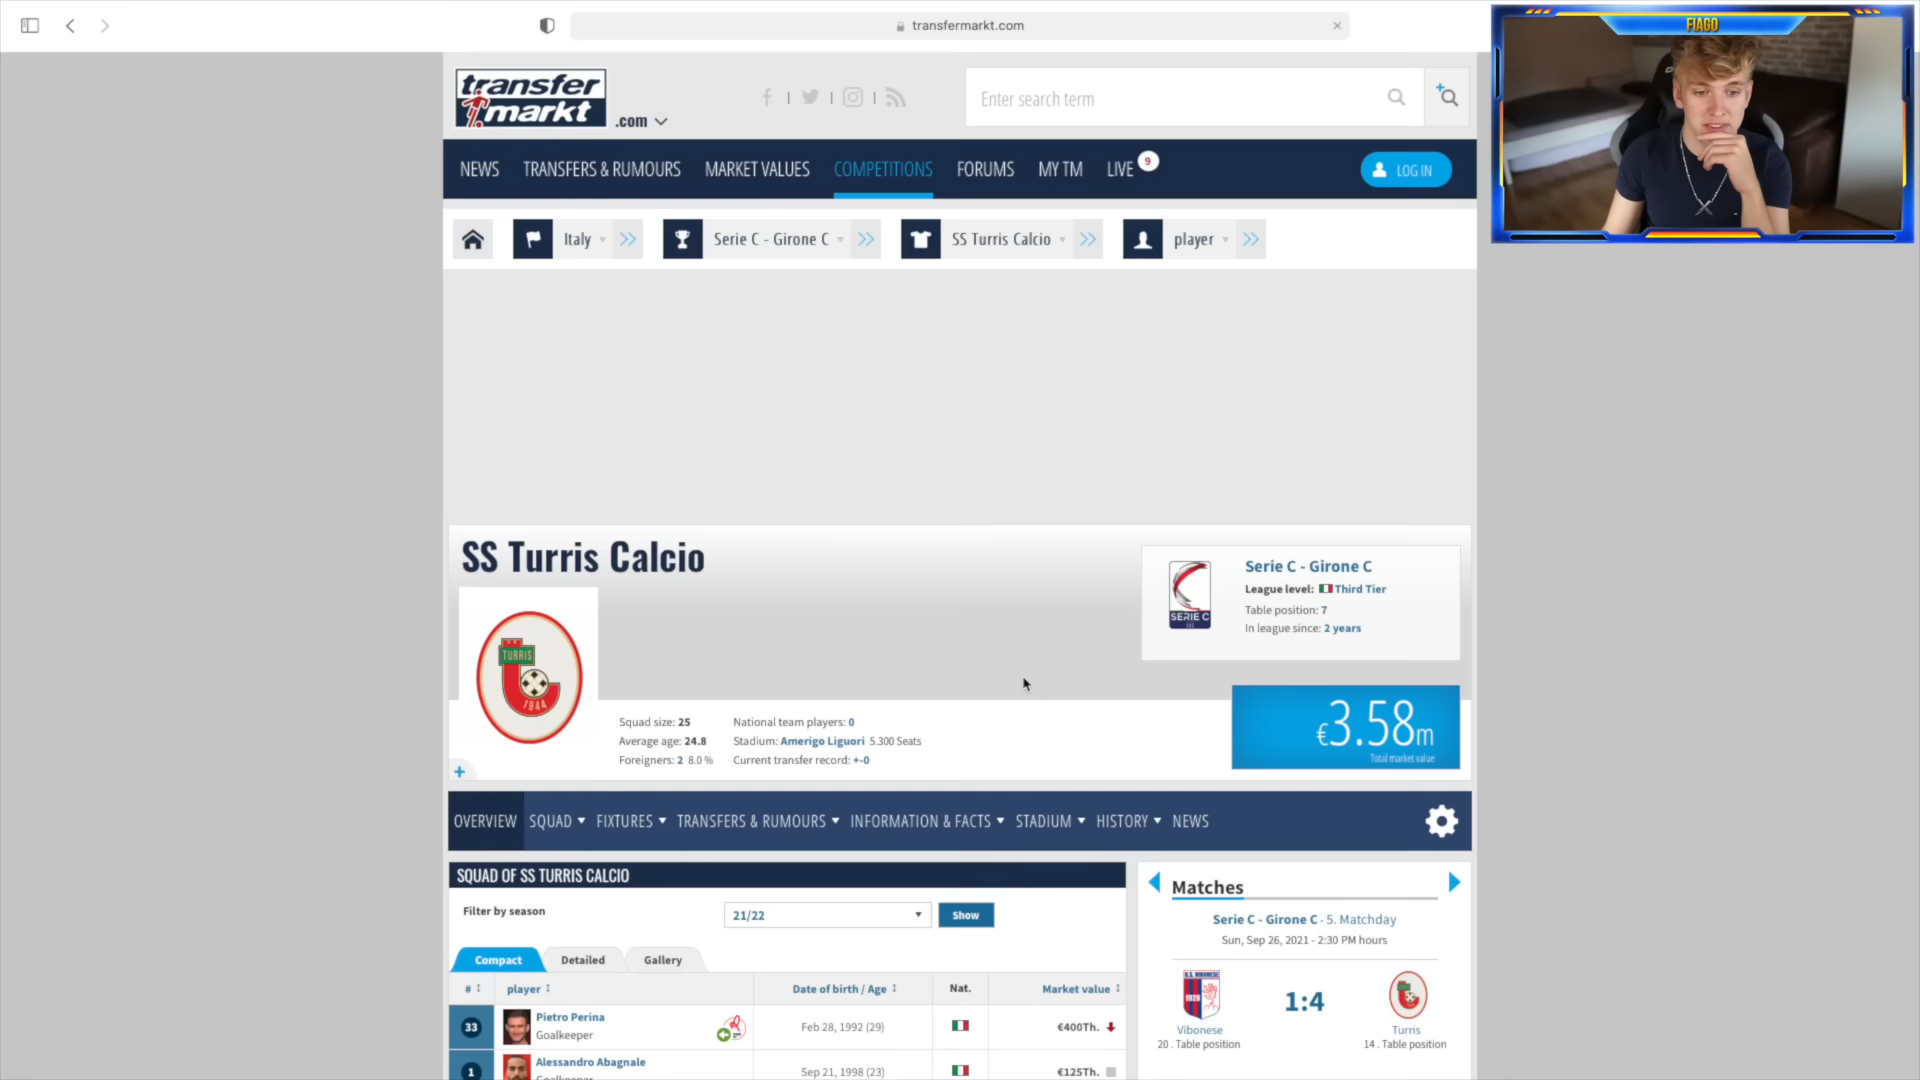 transfermarkt.com
FIAGO
transfer
markt
.com
Enter search term
NEWS TRANSFERS & RUMOURS MARKET VALUES COMPETITIONS FORUMS MY TM LIVE 9 LOG IN
Italy Serie C - Girone C SS Turris Calcio player
SS Turris Calcio
Serie C - Girone C
League level: Third Tier
Table position: 7
In league since: 2 years
SERIE C
TURRIS
1944
Squad size: 25 National team players: 0
Average age: 24.8 Stadium: Amerigo Liguori 5.300 Seats
Foreigners: 2 8.0 % Current transfer record: +-0
€3.58m
Total market value
OVERVIEW SQUAD FIXTURES TRANSFERS & RUMOURS INFORMATION & FACTS STADIUM HISTORY NEWS
SQUAD OF SS TURRIS CALCIO
Filter by season 21/22 Show
Compact Detailed Gallery
# player Date of birth / Age Nat. Market value
33 Pietro Perina Feb 28, 1992 (29) €400Th.
Goalkeeper
1 Alessandro Abagnale Sep 21, 1998 (23) €125Th.
Goalkeeper
Matches
Serie C - Girone C - 5. Matchday
Sun, Sep 26, 2021 - 2:30 PM hours
1:4
Vibonese Turris
20 . Table position 14 . Table position